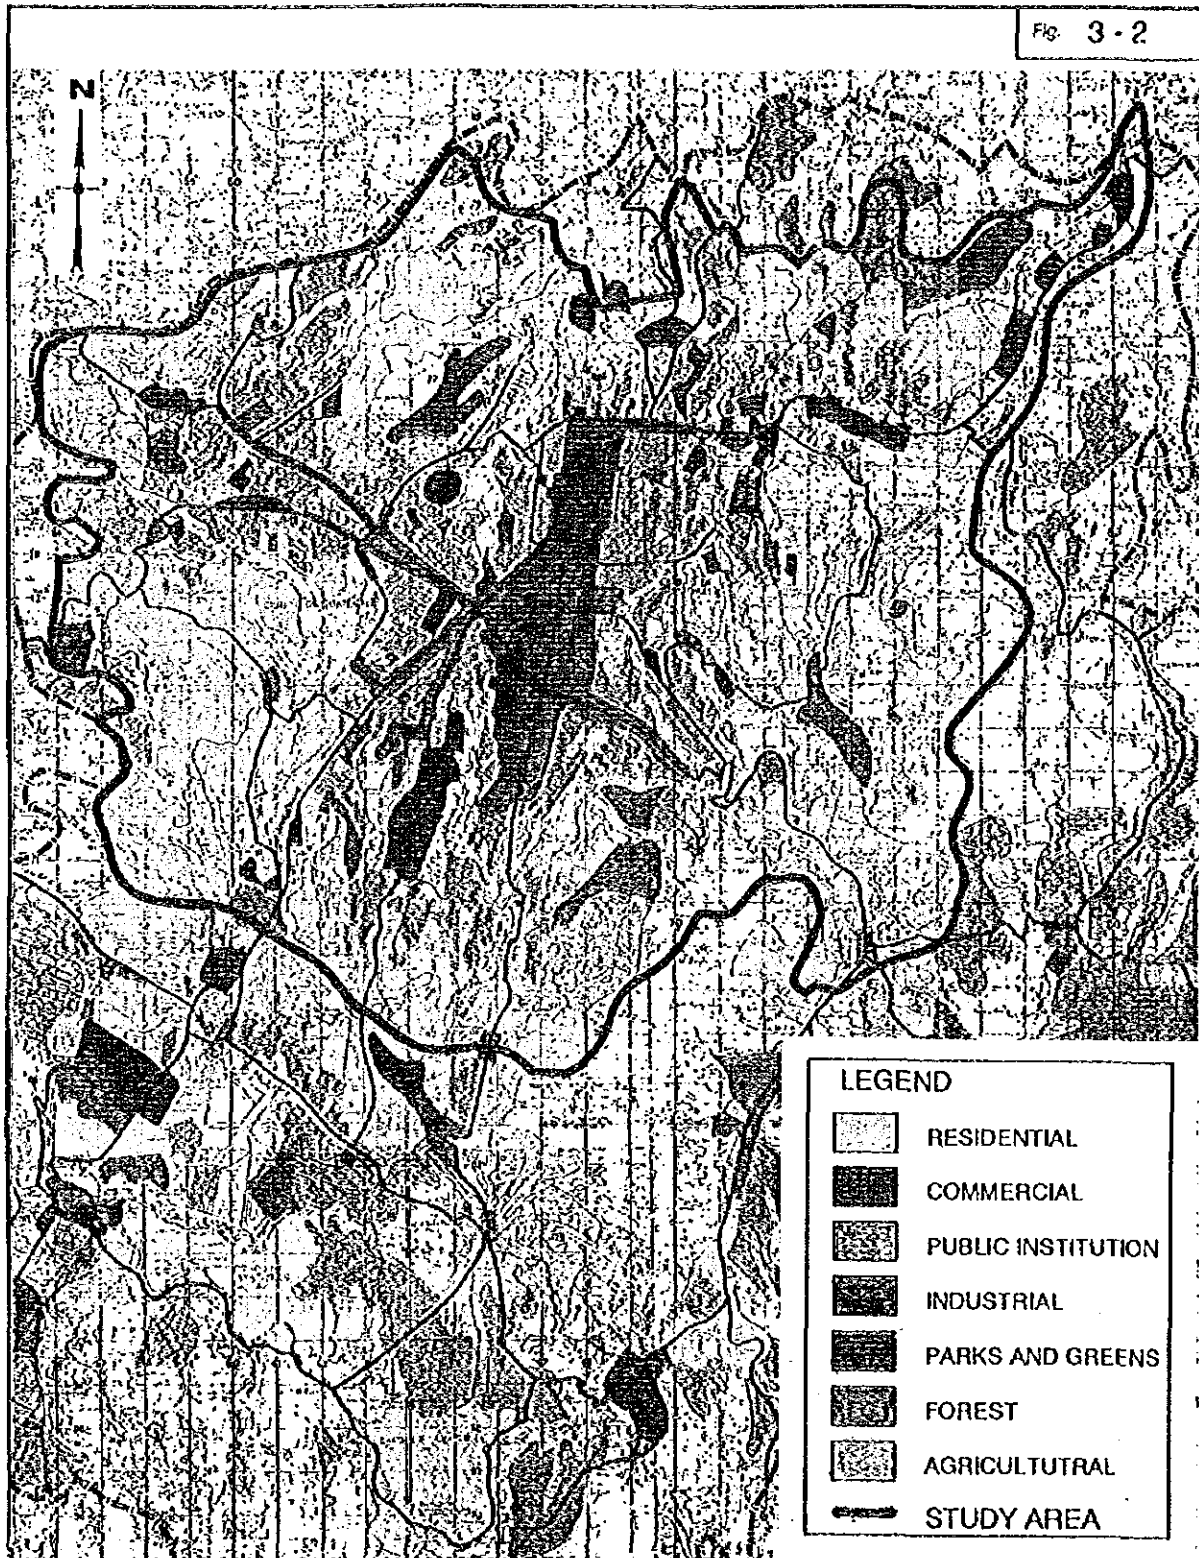 Fig. 3 - 2
N
LEGEND
RESIDENTIAL
COMMERCIAL
PUBLIC INSTITUTION
INDUSTRIAL
PARKS AND GREENS
FOREST
AGRICULTUTRAL
STUDY AREA